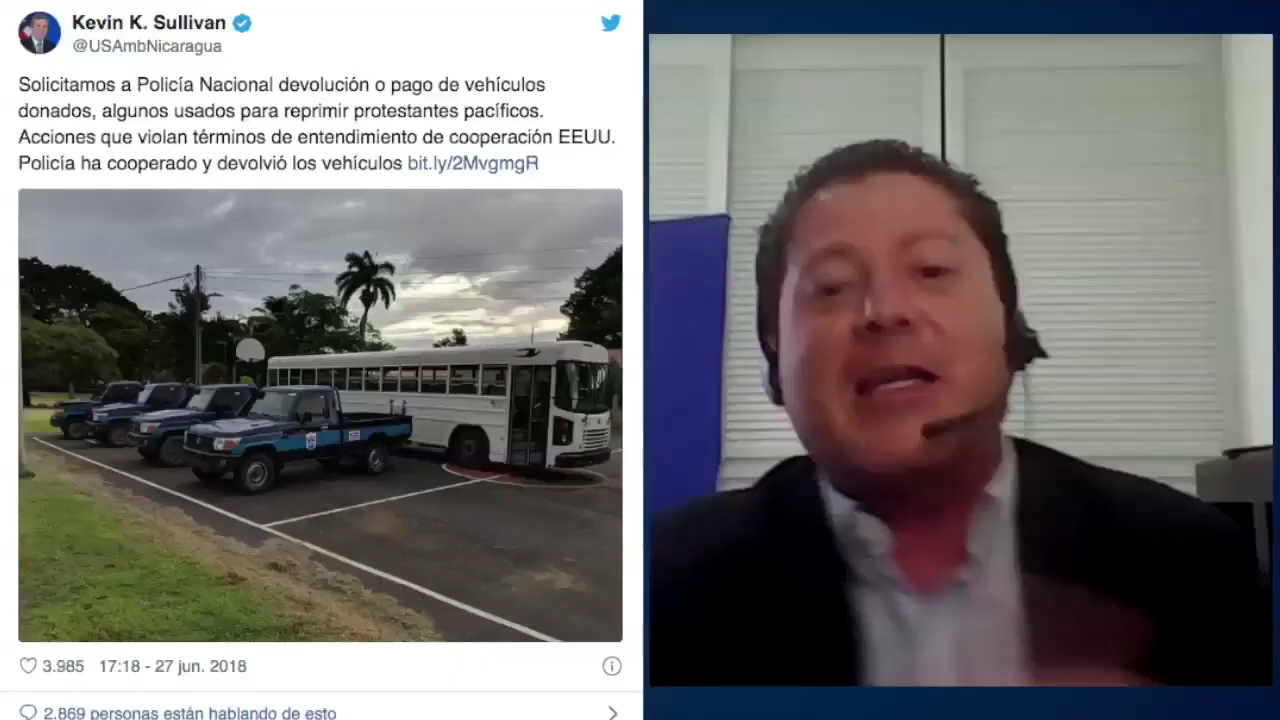 Kevin K. Sullivan
@USAmbNicaragua
Solicitamos a Policía Nacional devolución o pago de vehículos
donados, algunos usados para reprimir protestantes pacíficos.
Acciones que violan términos de entendimiento de cooperación EEUU.
Policía ha cooperado y devolvió los vehículos bit.ly/2MvgmgR
3.985 17:18 - 27 jun. 2018
2.869 personas están hablando de esto